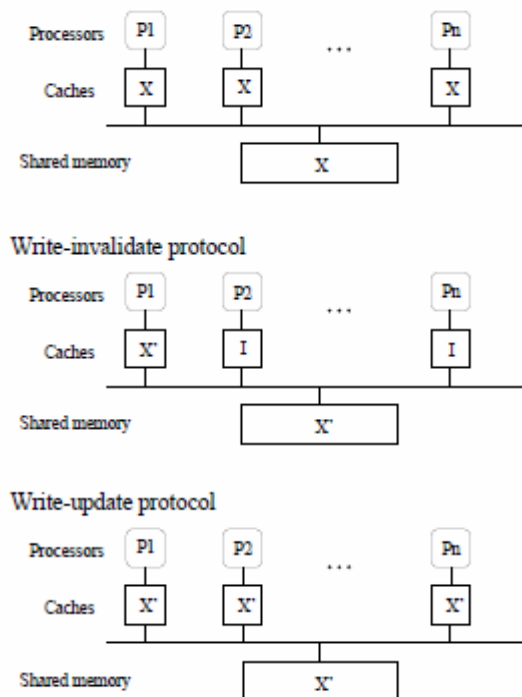 Processors P1 P2 ... Pn
Caches X X X
Shared memory X
Write-invalidate protocol
Processors P1 P2 ... Pn
Caches X' I I
Shared memory X'
Write-update protocol
Processors P1 P2 ... Pn
Caches X' X' X'
Shared memory X'